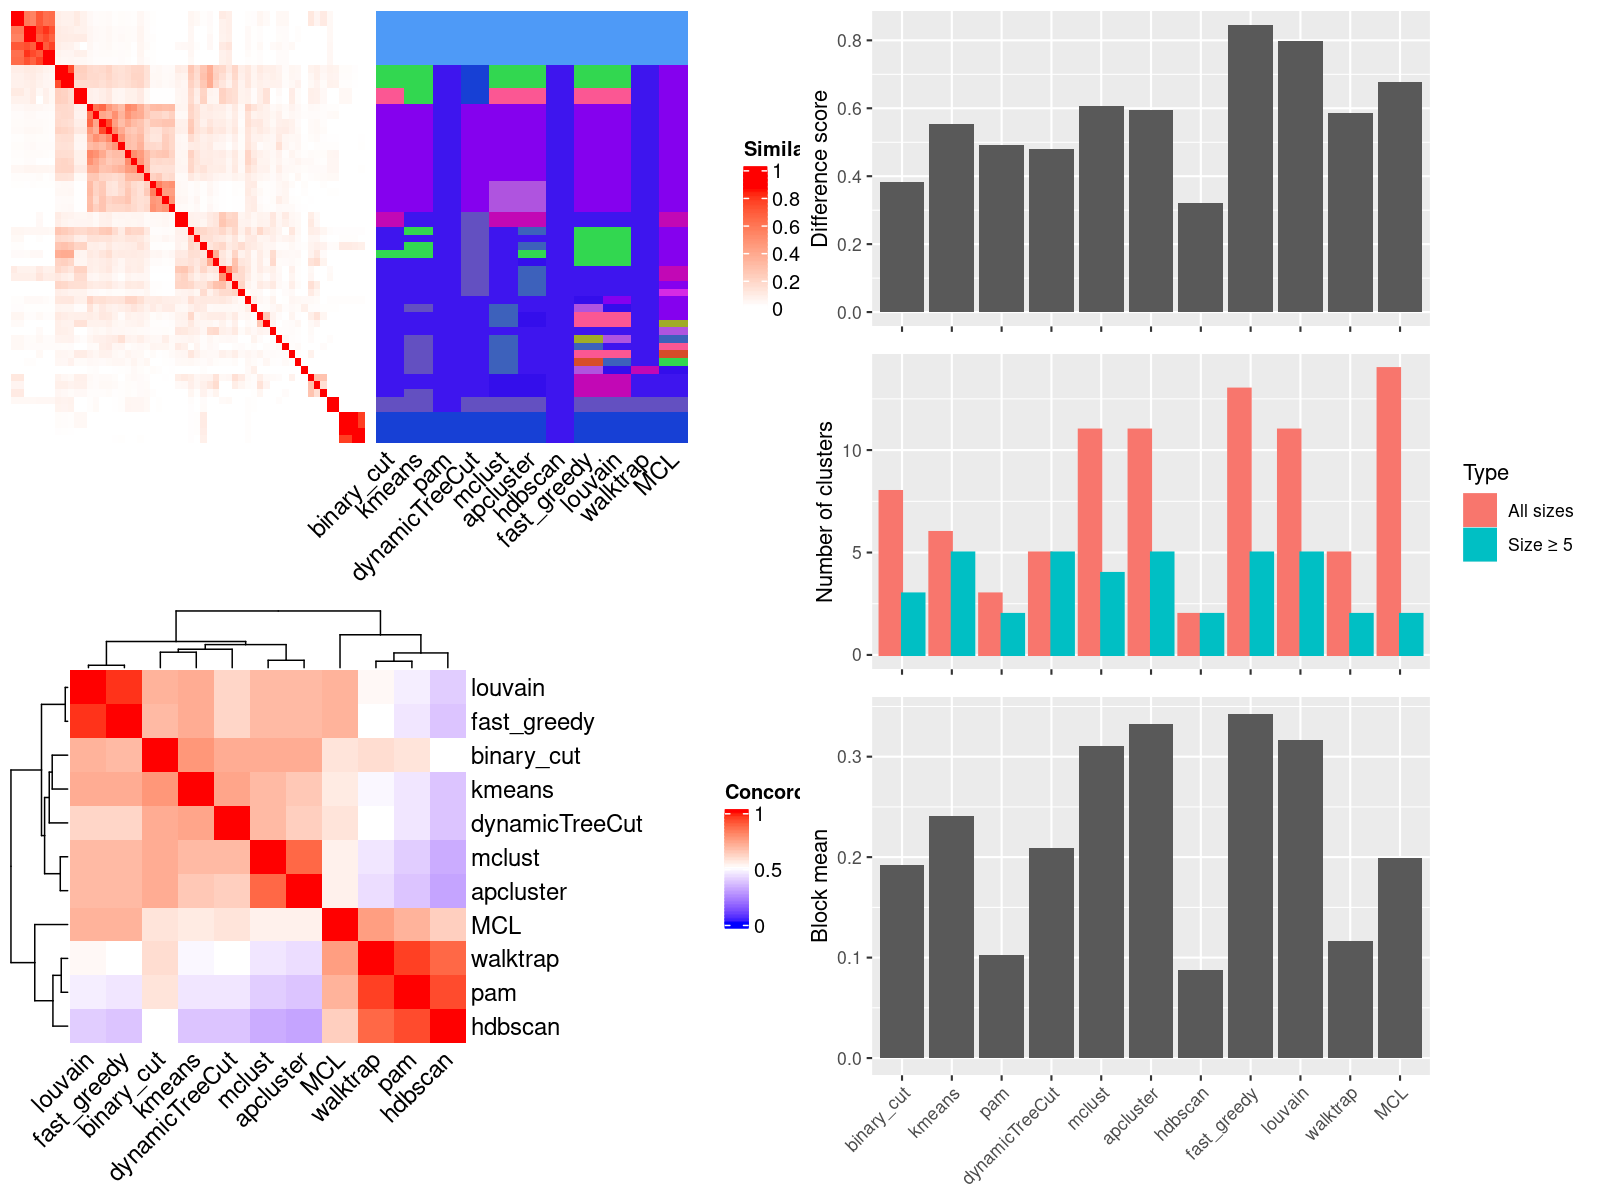 Simila
1
0.8
0.6
0.4
0.2
0
binary_cut
kmeans
pam
dynamicTreeCut
mclust
apcluster
hdbscan
fast_greedy
louvain
walktrap
MCL
louvain
fast_greedy
binary_cut
kmeans
dynamicTreeCut
mclust
apcluster
MCL
walktrap
pam
hdbscan
louvain
fast_greedy
binary_cut
kmeans
dynamicTreeCut
mclust
apcluster
MCL
walktrap
pam
hdbscan
Concord
1
0.5
0
Difference score
0.8
0.6
0.4
0.2
0.0
Number of clusters
10
5
0
Type
All sizes
Size ≥ 5
Block mean
0.3
0.2
0.1
0.0
binary_cut
kmeans
pam
dynamicTreeCut
mclust
apcluster
hdbscan
fast_greedy
louvain
walktrap
MCL